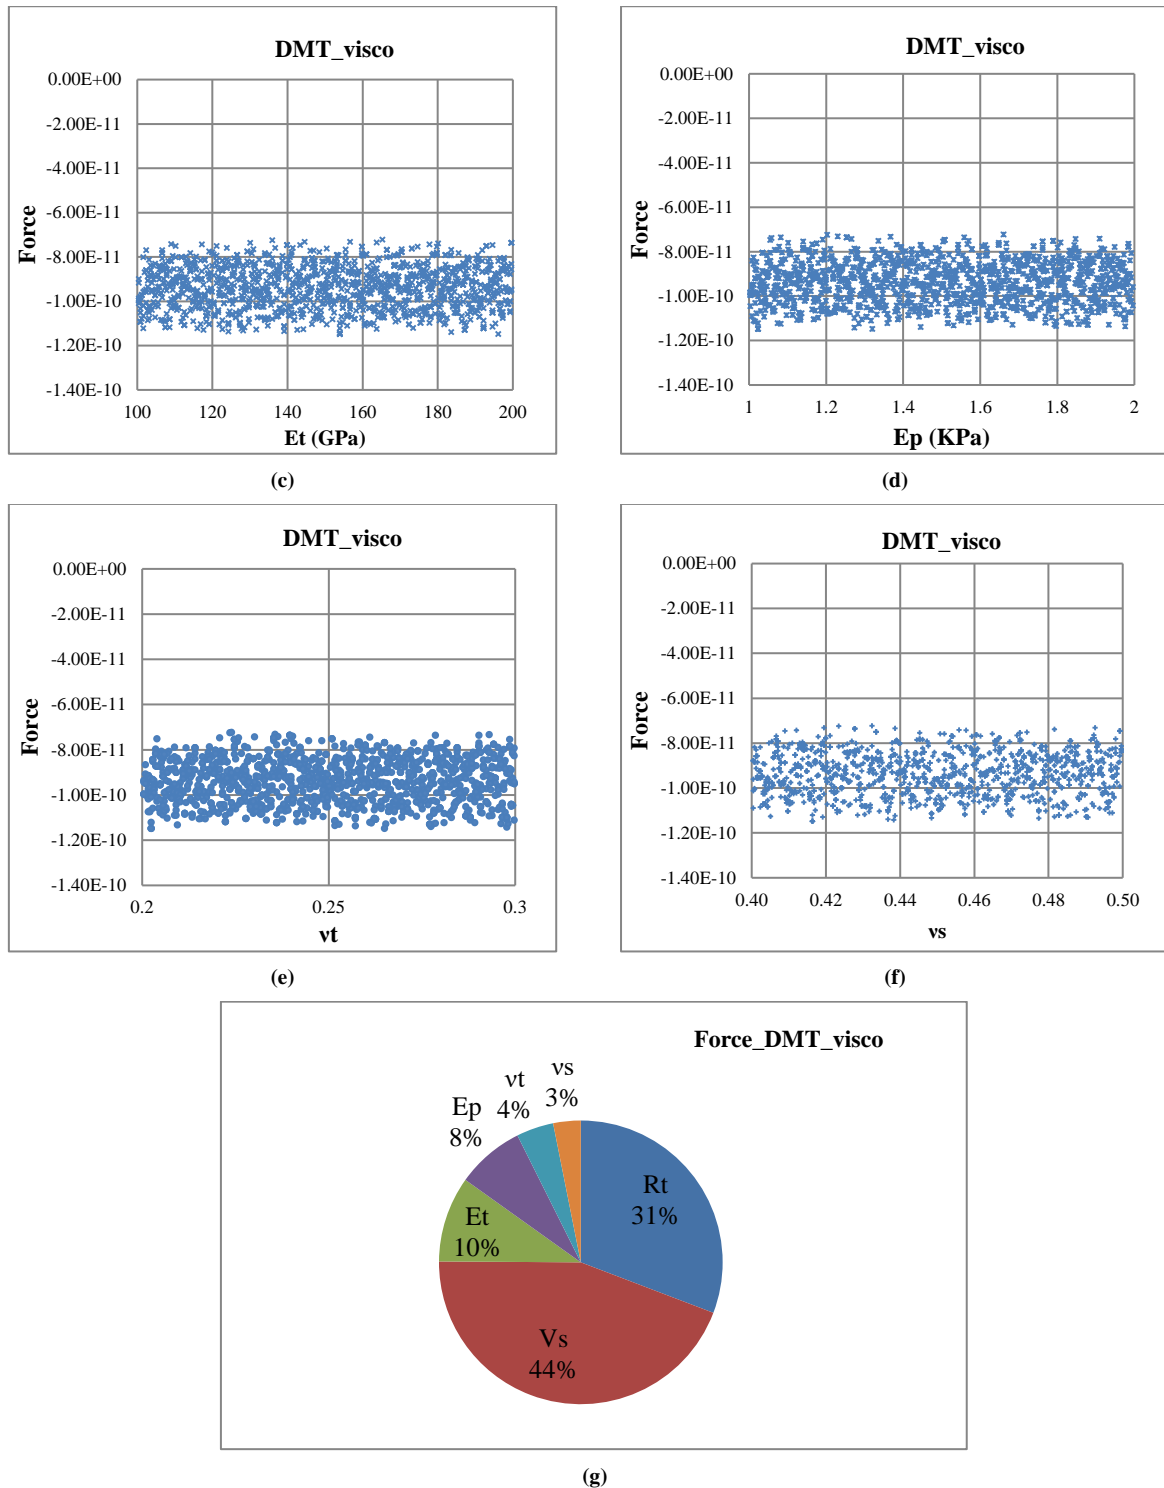 DMT_visco
0.00E+00
-2.00E-11
-4.00E-11
-6.00E-11
-8.00E-11
-1.00E-10
-1.20E-10
-1.40E-10
Force
100 120 140 160 180 200
Et (GPa)
(c)
DMT_visco
0.00E+00
-2.00E-11
-4.00E-11
-6.00E-11
-8.00E-11
-1.00E-10
-1.20E-10
-1.40E-10
Force
1 1.2 1.4 1.6 1.8 2
Ep (KPa)
(d)
DMT_visco
0.00E+00
-2.00E-11
-4.00E-11
-6.00E-11
-8.00E-11
-1.00E-10
-1.20E-10
-1.40E-10
Force
0.2 0.25 0.3
νt
(e)
DMT_visco
0.00E+00
-2.00E-11
-4.00E-11
-6.00E-11
-8.00E-11
-1.00E-10
-1.20E-10
-1.40E-10
Force
0.40 0.42 0.44 0.46 0.48 0.50
νs
(f)
Force_DMT_visco
Rt
31%
Vs
44%
Et
10%
Ep
8%
νt
4%
νs
3%
(g)